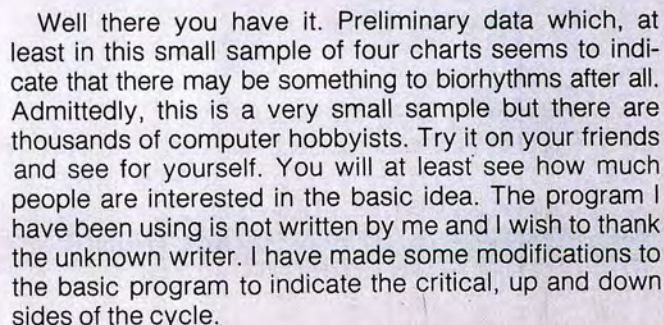 Well there you have it. Preliminary data which, at
least in this small sample of four charts seems to indi-
cate that there may be something to biorhythms after all.
Admittedly, this is a very small sample but there are
thousands of computer hobbyists. Try it on your friends
and see for yourself. You will at least see how much
people are interested in the basic idea. The program I
have been using is not written by me and I wish to thank
the unknown writer. I have made some modifications to
the basic program to indicate the critical, up and down
sides of the cycle.